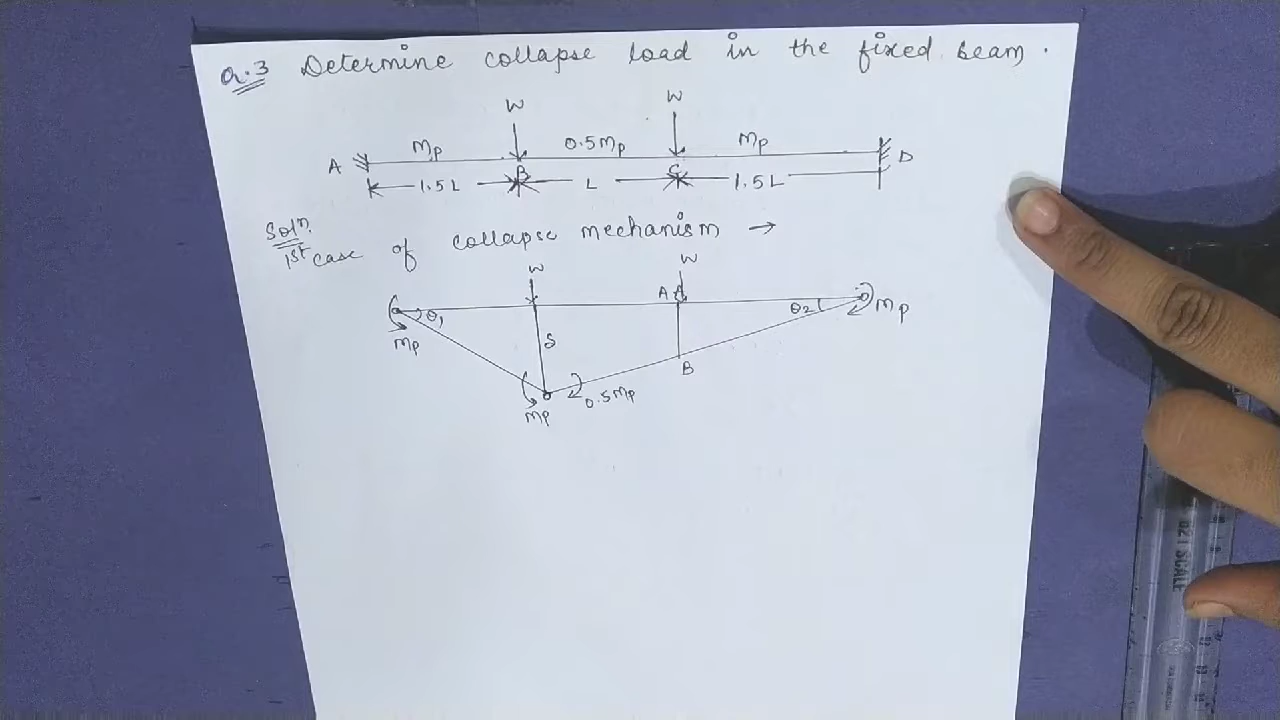 Q.3 Determine collapse load in the fixed beam.
W W
A Mp 0.5Mp Mp D
B C
1.5L L 1.5L
Soln.
1st case of collapse mechanism →
W W
A
θ1 θ2 Mp
Mp S
B
0.5Mp
Mp